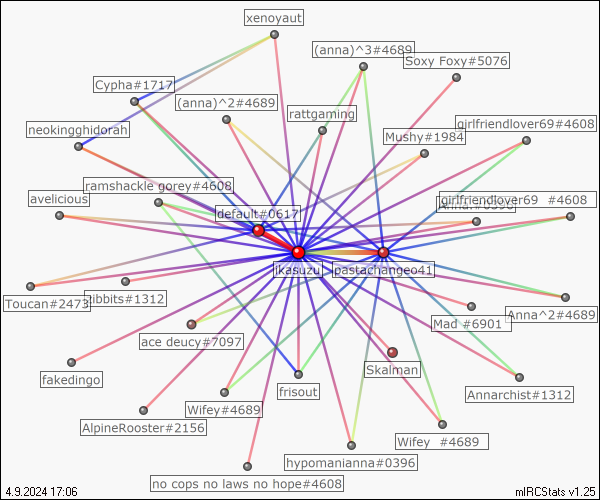 xenoyaut
(anna)^3#4689
Soxy Foxy#5076
Cypha#1717
(anna)^2#4689
rattgaming
girlfriendlover69#4608
neokingghidorah
Mushy#1984
ramshackle gorey#4608
avelicious
girlfriendlover69 #4608
default#0617
ikasuzu
pastachangeo41
Toucan#2473
zibbits#1312
Anna^2#4689
Mad #6901
ace deucy#7097
Skalman
fakedingo
frisout
Annarchist#1312
Wifey#4689
AlpineRooster#2156
Wifey #4689
hypomanianna#0396
no cops no laws no hope#4608
4.9.2024 17:06
mIRCStats v1.25